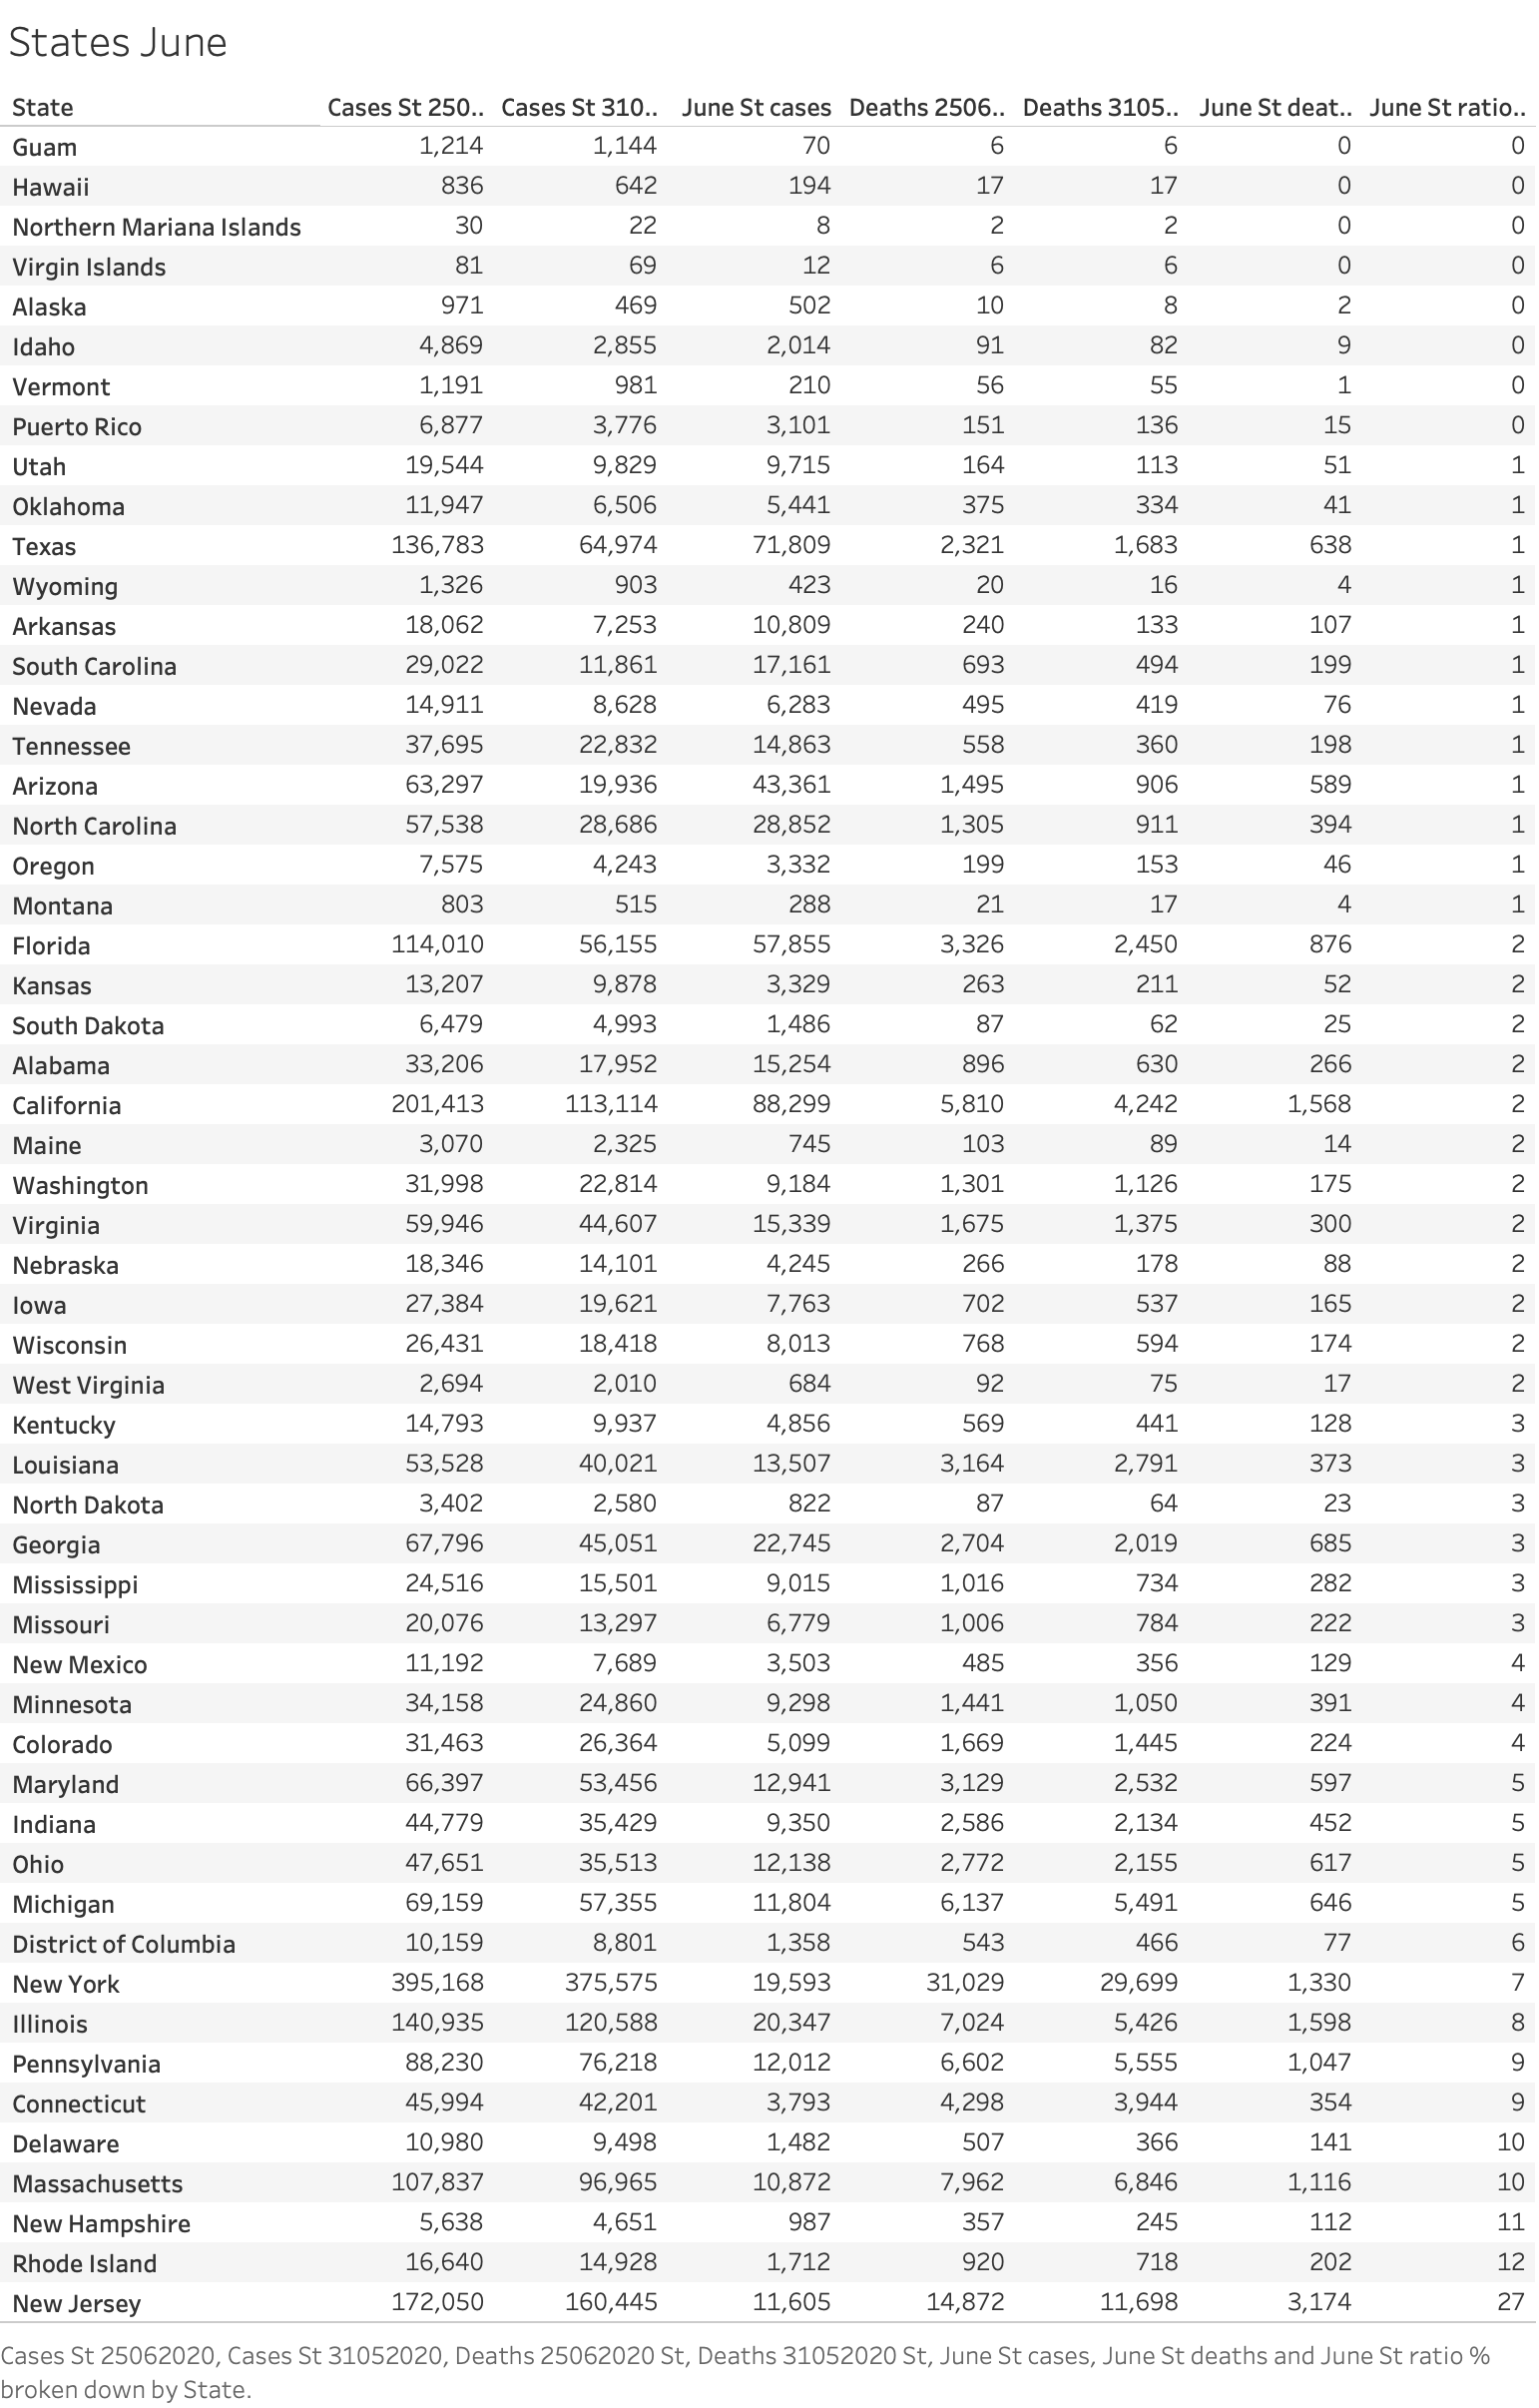 States June
State Cases St 250.. Cases St 310.. June St cases Deaths 2506.. Deaths 3105.. June St deat.. June St ratio..
Guam 1,214 1,144 70 6 6 0 0
Hawaii 836 642 194 17 17 0 0
Northern Mariana Islands 30 22 8 2 2 0 0
Virgin Islands 81 69 12 6 6 0 0
Alaska 971 469 502 10 8 2 0
Idaho 4,869 2,855 2,014 91 82 9 0
Vermont 1,191 981 210 56 55 1 0
Puerto Rico 6,877 3,776 3,101 151 136 15 0
Utah 19,544 9,829 9,715 164 113 51 1
Oklahoma 11,947 6,506 5,441 375 334 41 1
Texas 136,783 64,974 71,809 2,321 1,683 638 1
Wyoming 1,326 903 423 20 16 4 1
Arkansas 18,062 7,253 10,809 240 133 107 1
South Carolina 29,022 11,861 17,161 693 494 199 1
Nevada 14,911 8,628 6,283 495 419 76 1
Tennessee 37,695 22,832 14,863 558 360 198 1
Arizona 63,297 19,936 43,361 1,495 906 589 1
North Carolina 57,538 28,686 28,852 1,305 911 394 1
Oregon 7,575 4,243 3,332 199 153 46 1
Montana 803 515 288 21 17 4 1
Florida 114,010 56,155 57,855 3,326 2,450 876 2
Kansas 13,207 9,878 3,329 263 211 52 2
South Dakota 6,479 4,993 1,486 87 62 25 2
Alabama 33,206 17,952 15,254 896 630 266 2
California 201,413 113,114 88,299 5,810 4,242 1,568 2
Maine 3,070 2,325 745 103 89 14 2
Washington 31,998 22,814 9,184 1,301 1,126 175 2
Virginia 59,946 44,607 15,339 1,675 1,375 300 2
Nebraska 18,346 14,101 4,245 266 178 88 2
Iowa 27,384 19,621 7,763 702 537 165 2
Wisconsin 26,431 18,418 8,013 768 594 174 2
West Virginia 2,694 2,010 684 92 75 17 2
Kentucky 14,793 9,937 4,856 569 441 128 3
Louisiana 53,528 40,021 13,507 3,164 2,791 373 3
North Dakota 3,402 2,580 822 87 64 23 3
Georgia 67,796 45,051 22,745 2,704 2,019 685 3
Mississippi 24,516 15,501 9,015 1,016 734 282 3
Missouri 20,076 13,297 6,779 1,006 784 222 3
New Mexico 11,192 7,689 3,503 485 356 129 4
Minnesota 34,158 24,860 9,298 1,441 1,050 391 4
Colorado 31,463 26,364 5,099 1,669 1,445 224 4
Maryland 66,397 53,456 12,941 3,129 2,532 597 5
Indiana 44,779 35,429 9,350 2,586 2,134 452 5
Ohio 47,651 35,513 12,138 2,772 2,155 617 5
Michigan 69,159 57,355 11,804 6,137 5,491 646 5
District of Columbia 10,159 8,801 1,358 543 466 77 6
New York 395,168 375,575 19,593 31,029 29,699 1,330 7
Illinois 140,935 120,588 20,347 7,024 5,426 1,598 8
Pennsylvania 88,230 76,218 12,012 6,602 5,555 1,047 9
Connecticut 45,994 42,201 3,793 4,298 3,944 354 9
Delaware 10,980 9,498 1,482 507 366 141 10
Massachusetts 107,837 96,965 10,872 7,962 6,846 1,116 10
New Hampshire 5,638 4,651 987 357 245 112 11
Rhode Island 16,640 14,928 1,712 920 718 202 12
New Jersey 172,050 160,445 11,605 14,872 11,698 3,174 27
Cases St 25062020, Cases St 31052020, Deaths 25062020 St, Deaths 31052020 St, June St cases, June St deaths and June St ratio %
broken down by State.